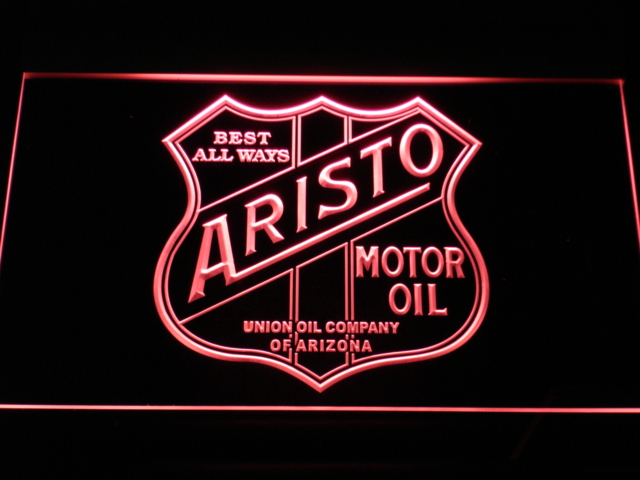 BEST
ALL WAYS
ARISTO
MOTOR
OIL
UNION OIL COMPANY
OF ARIZONA